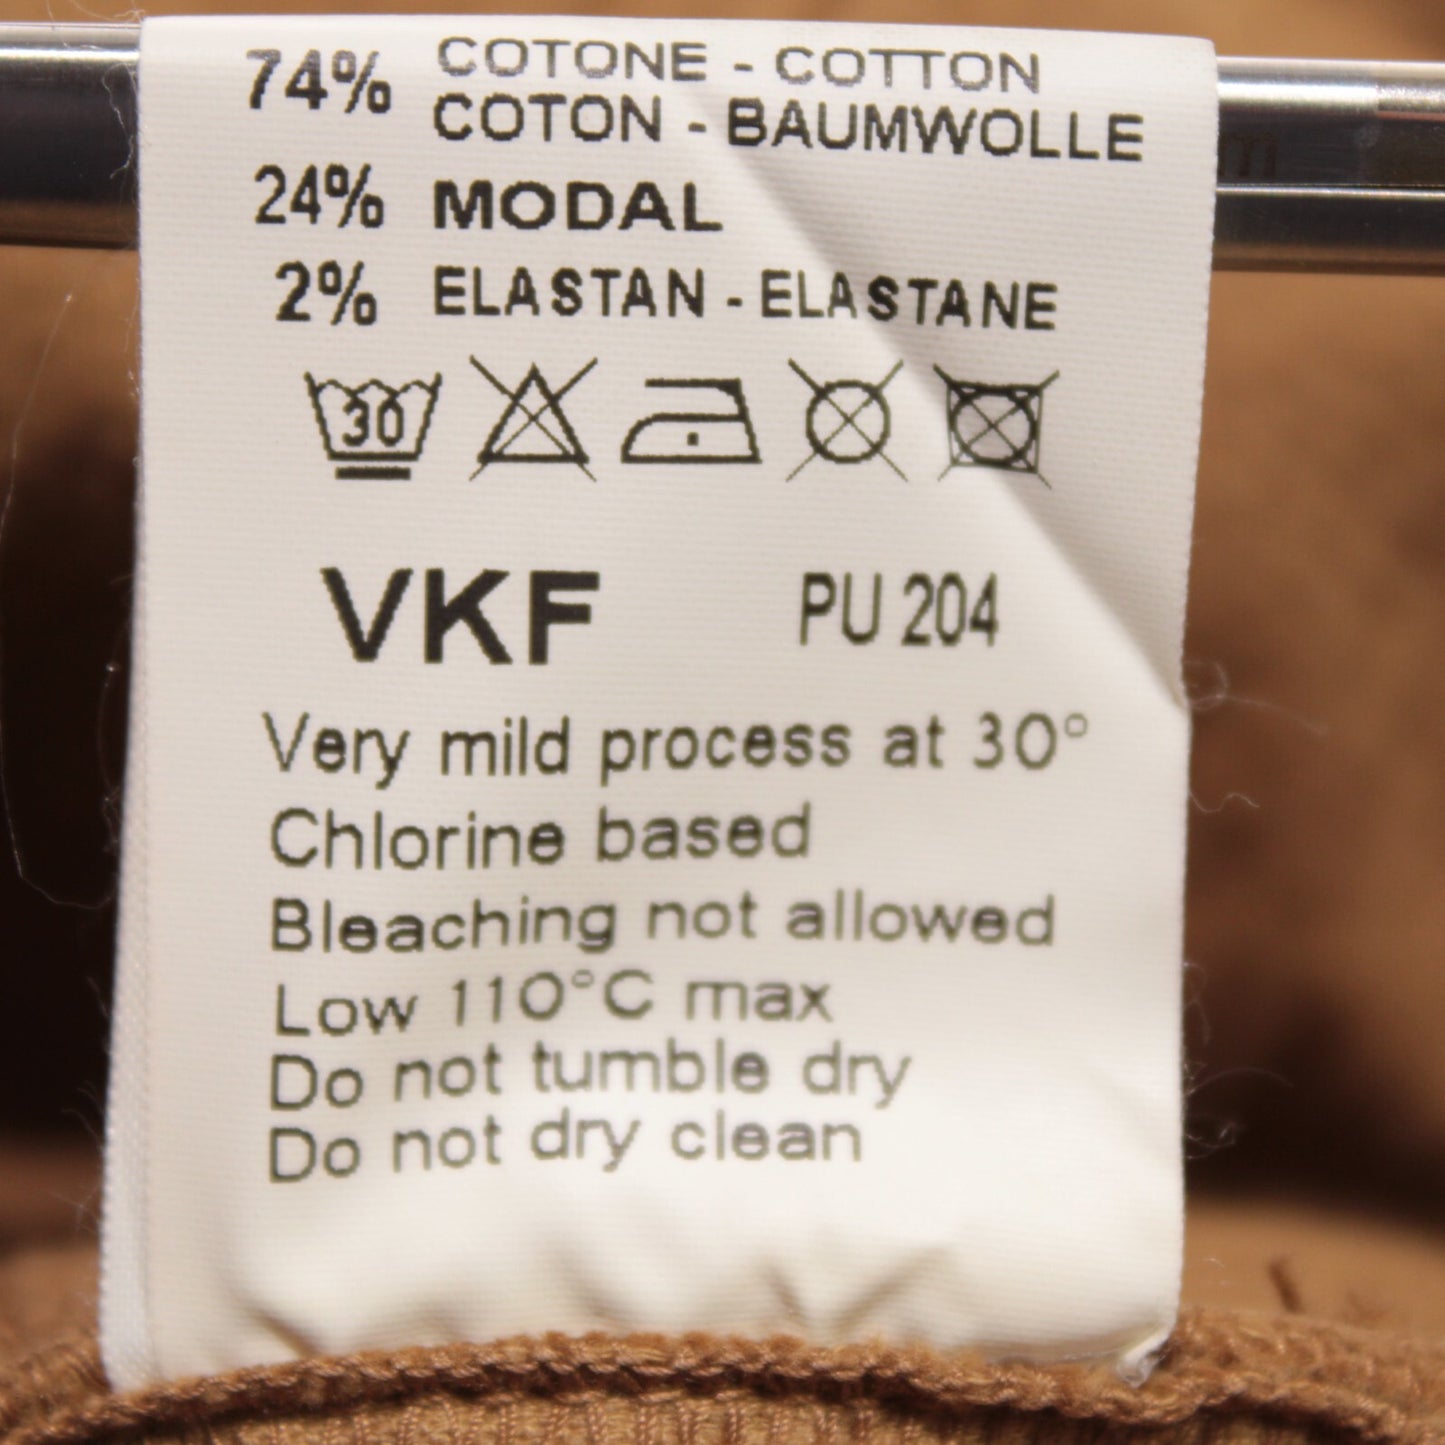 74% COTONE - COTTON
COTON - BAUMWOLLE
24% MODAL
2% ELASTAN - ELASTANE
30
VKF PU 204
Very mild process at 30°
Chlorine based
Bleaching not allowed
Low 110°C max
Do not tumble dry
Do not dry clean